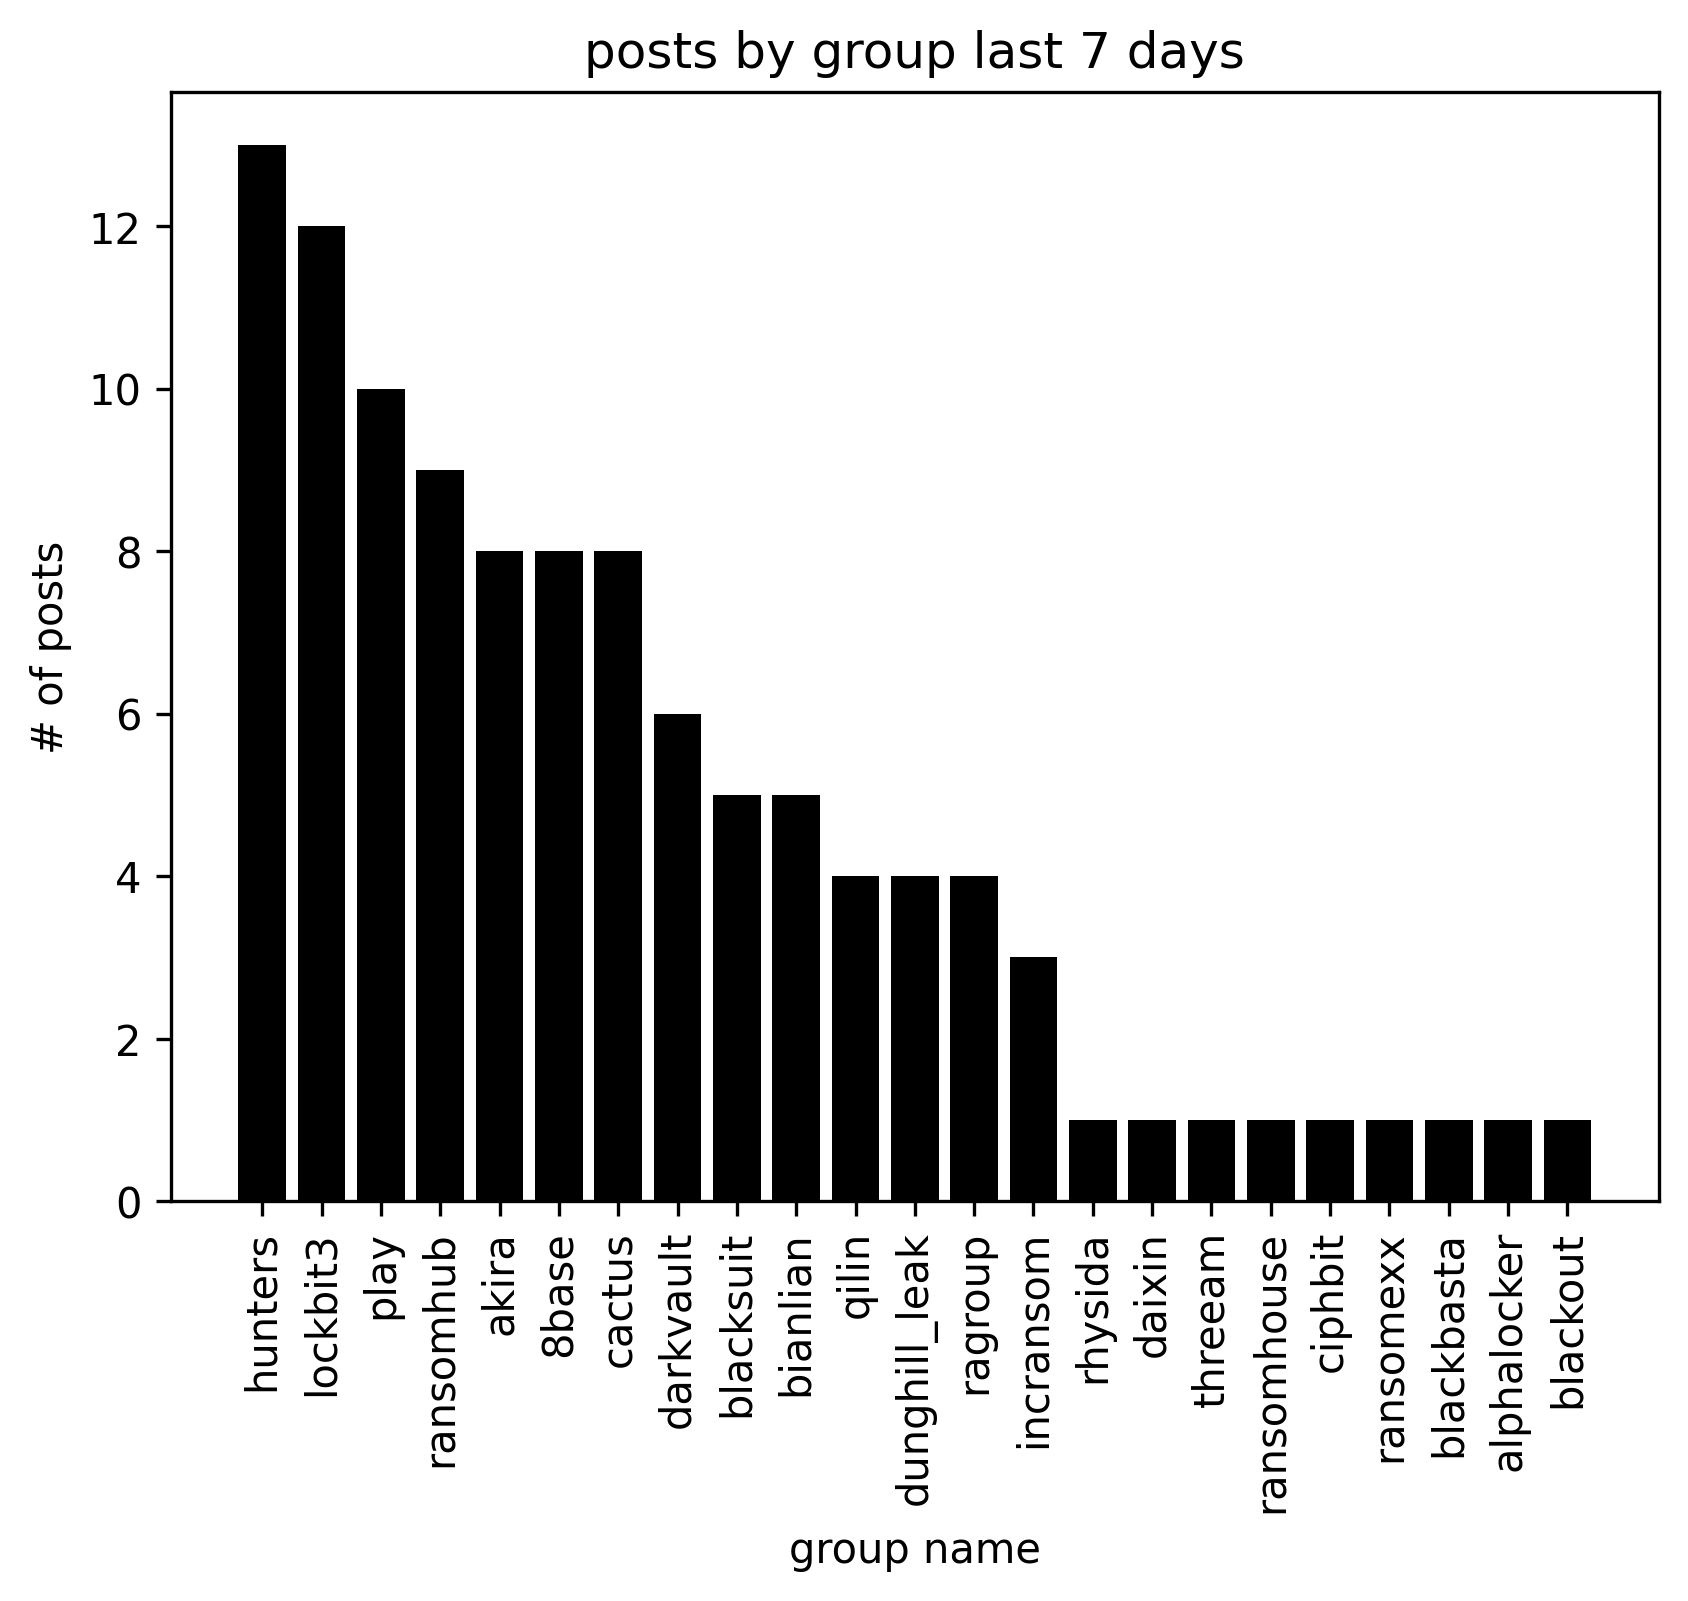 posts by group last 7 days
12
10
8
6
4
2
0
# of posts
hunters
lockbit3
play
ransomhub
akira
8base
cactus
darkvault
blacksuit
bianlian
qilin
dunghill_leak
ragroup
incransom
rhysida
daixin
threeam
ransomhouse
ciphbit
ransomexx
blackbasta
alphalocker
blackout
group name